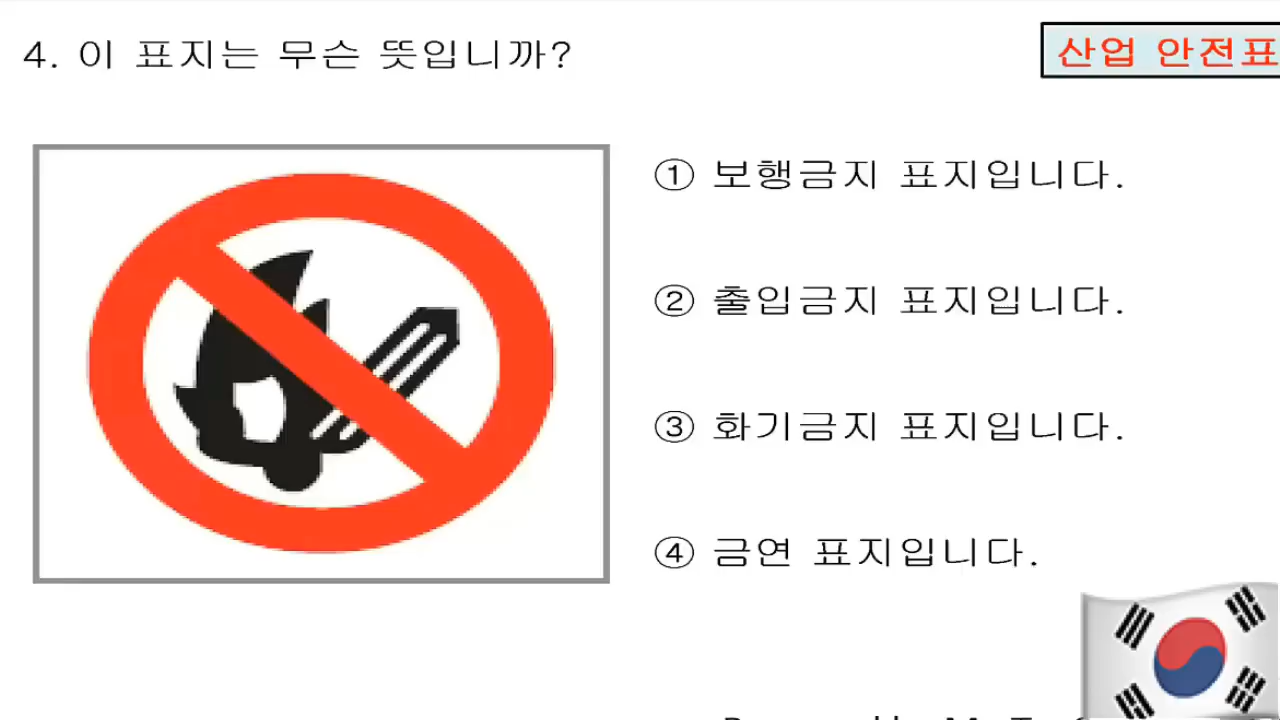 4. 이 표지는 무슨 뜻입니까?
산업 안전표
① 보행금지 표지입니다.
② 출입금지 표지입니다.
③ 화기금지 표지입니다.
④ 금연 표지입니다.